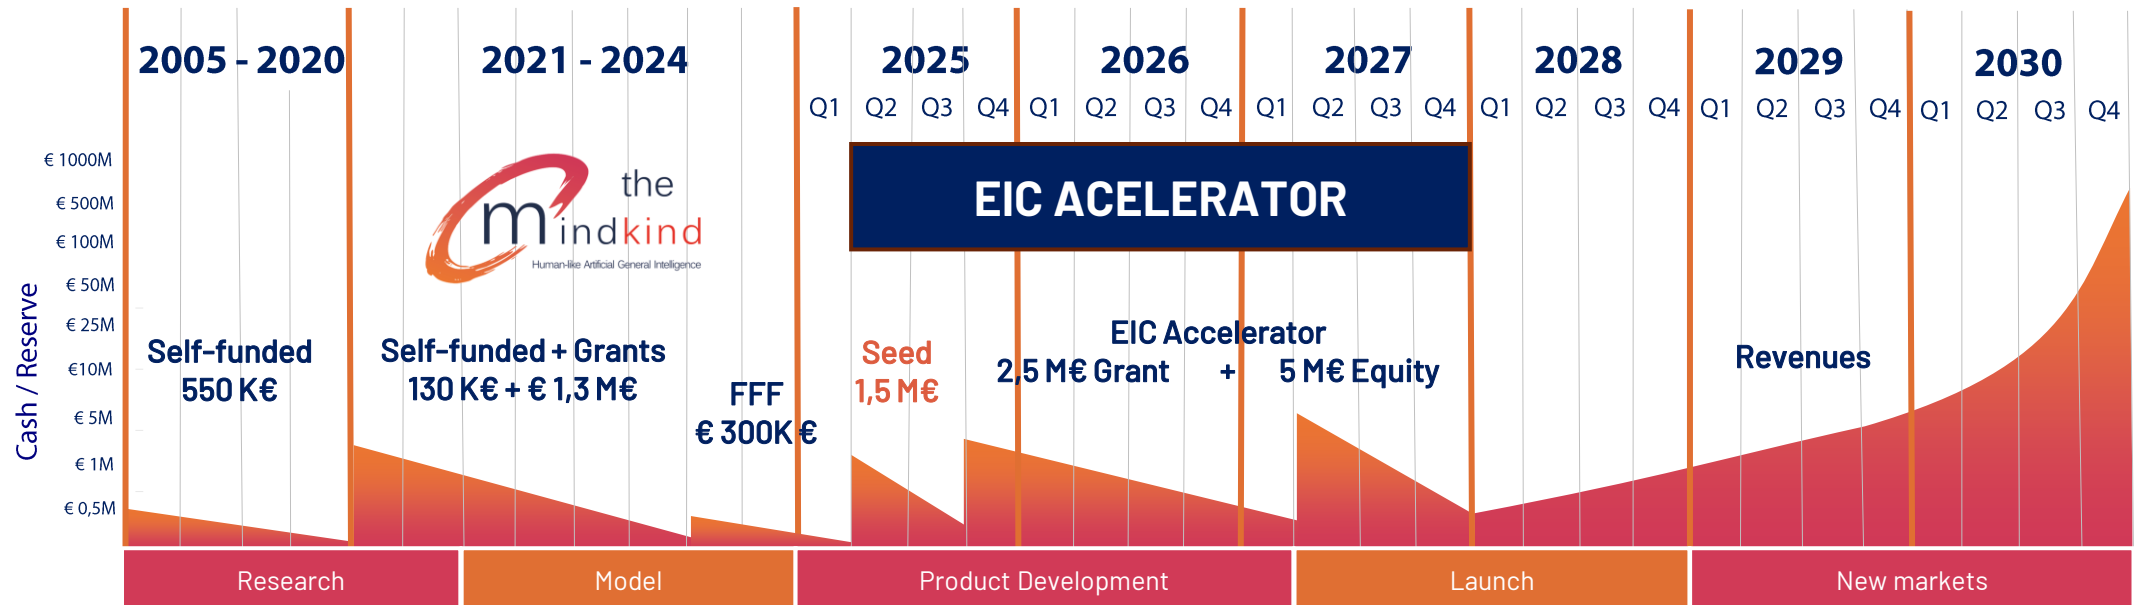 2005 - 2020
2021 - 2024
2025
2026
2027
2028
2029
2030
Q1 Q2 Q3 Q4 Q1 Q2 Q3 Q4 Q1 Q2 Q3 Q4 Q1 Q2 Q3 Q4 Q1 Q2 Q3 Q4 Q1 Q2 Q3 Q4
Cash / Reserve
€ 1000M
€ 500M
€ 100M
€ 50M
€ 25M
€10M
€ 5M
€ 1M
€ 0,5M
the
mindkind
Human-like Artificial General Intelligence
EIC ACELERATOR
Self-funded
550 K€
Self-funded + Grants
130 K€ + € 1,3 M€
FFF
€ 300K €
Seed
1,5 M€
EIC Accelerator
2,5 M€ Grant + 5 M€ Equity
Revenues
Research
Model
Product Development
Launch
New markets